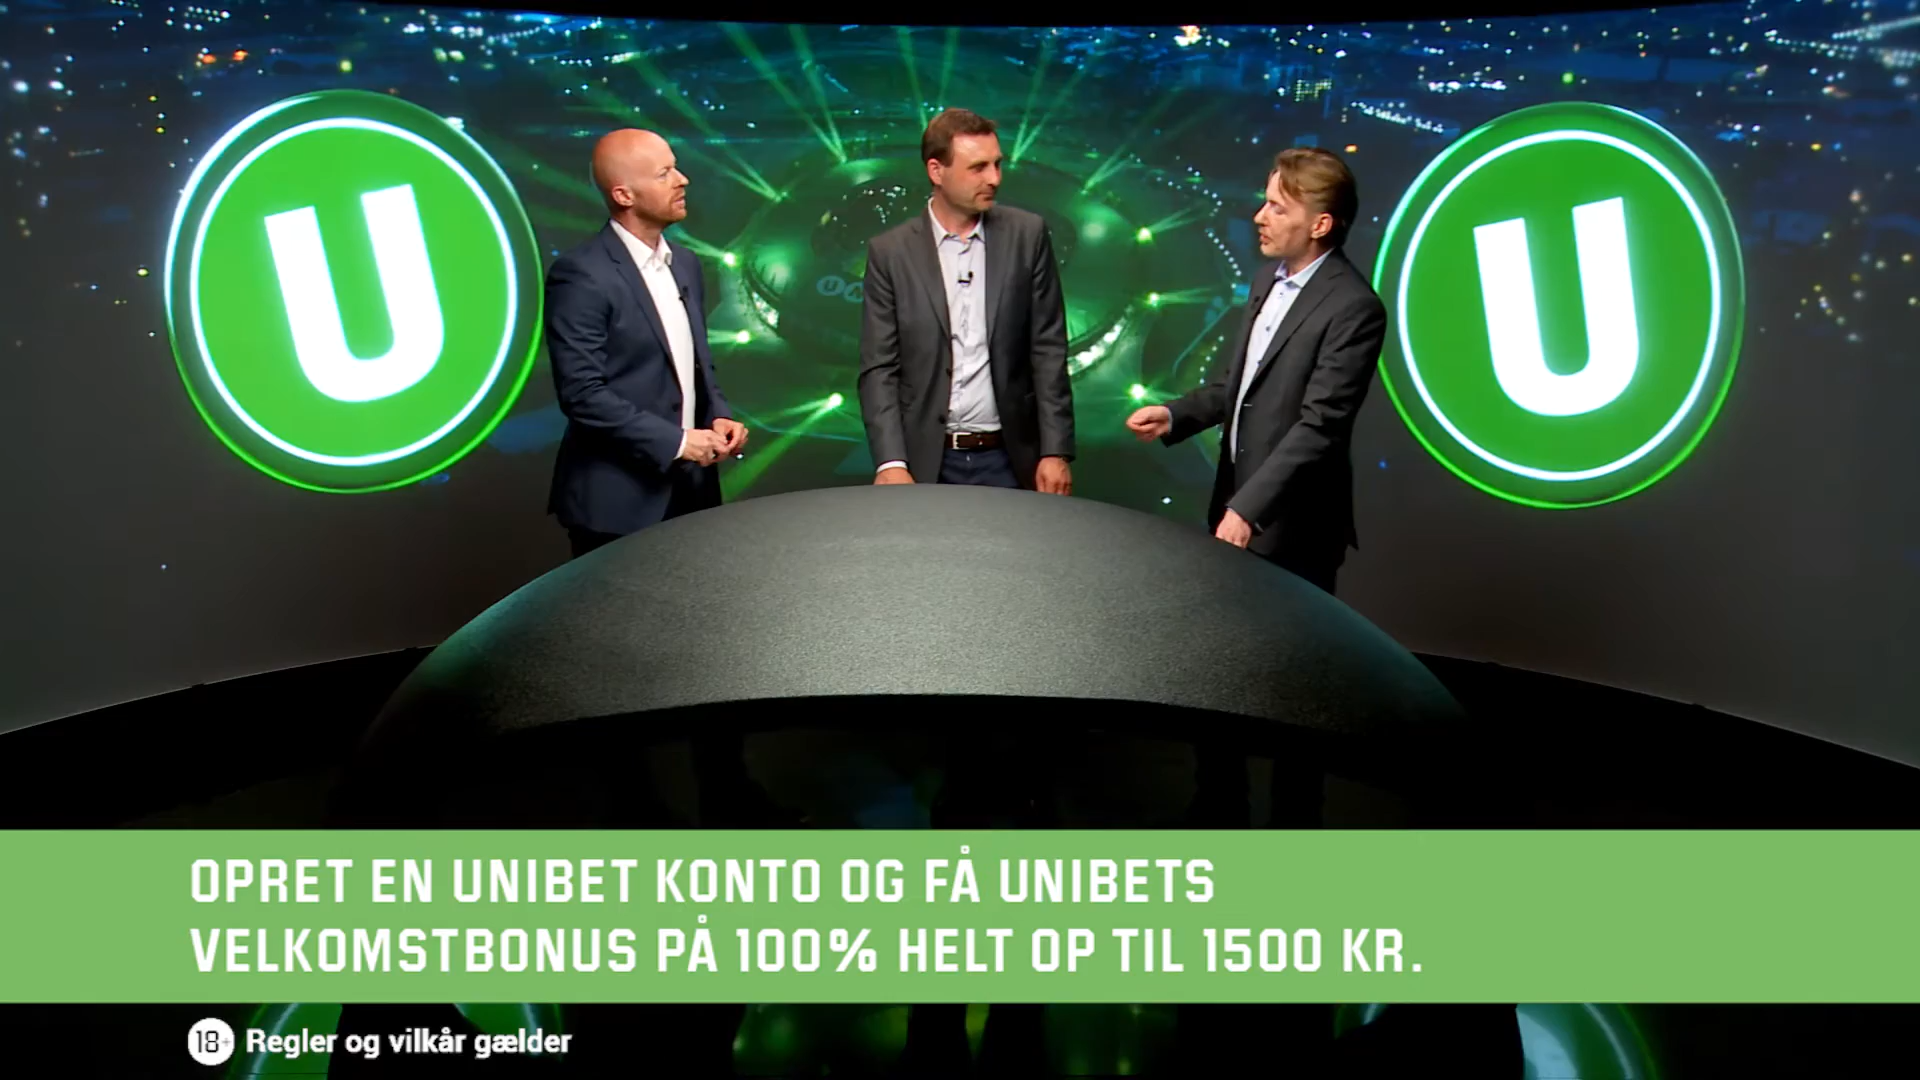 U
U
OPRET EN UNIBET KONTO OG FÅ UNIBETS
VELKOMSTBONUS PÅ 100% HELT OP TIL 1500 KR.
18+ Regler og vilkår gælder